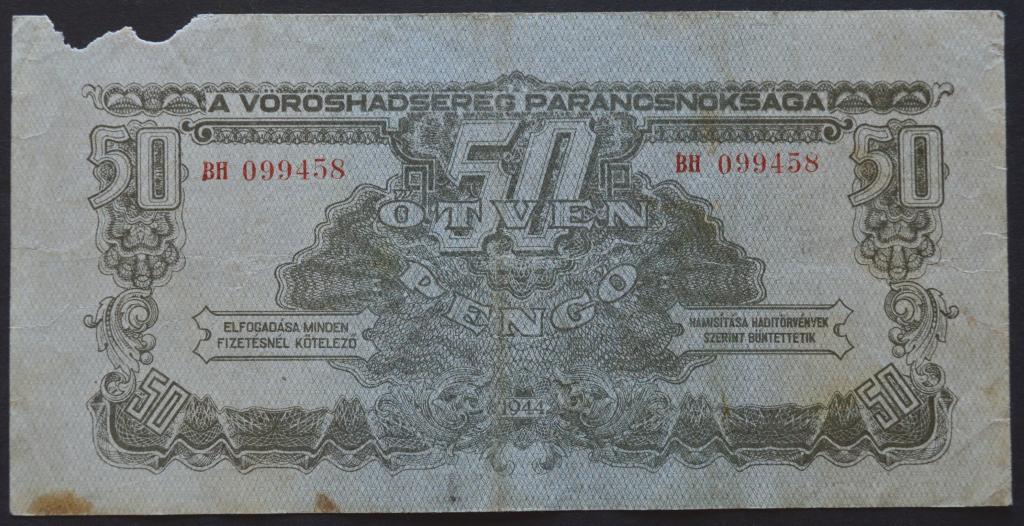 A VÖRÖSHADSEREG PARANCSNOKSÁGA
50 50 50
BH 099458 BH 099458
ÖTVEN
PENGŐ
ELFOGADÁSA MINDEN
FIZETÉSNÉL KÖTELEZŐ
HAMISÍTÁSA HADITÖRVÉNYEK
SZERINT BÜNTETTETIK
50 1944 50